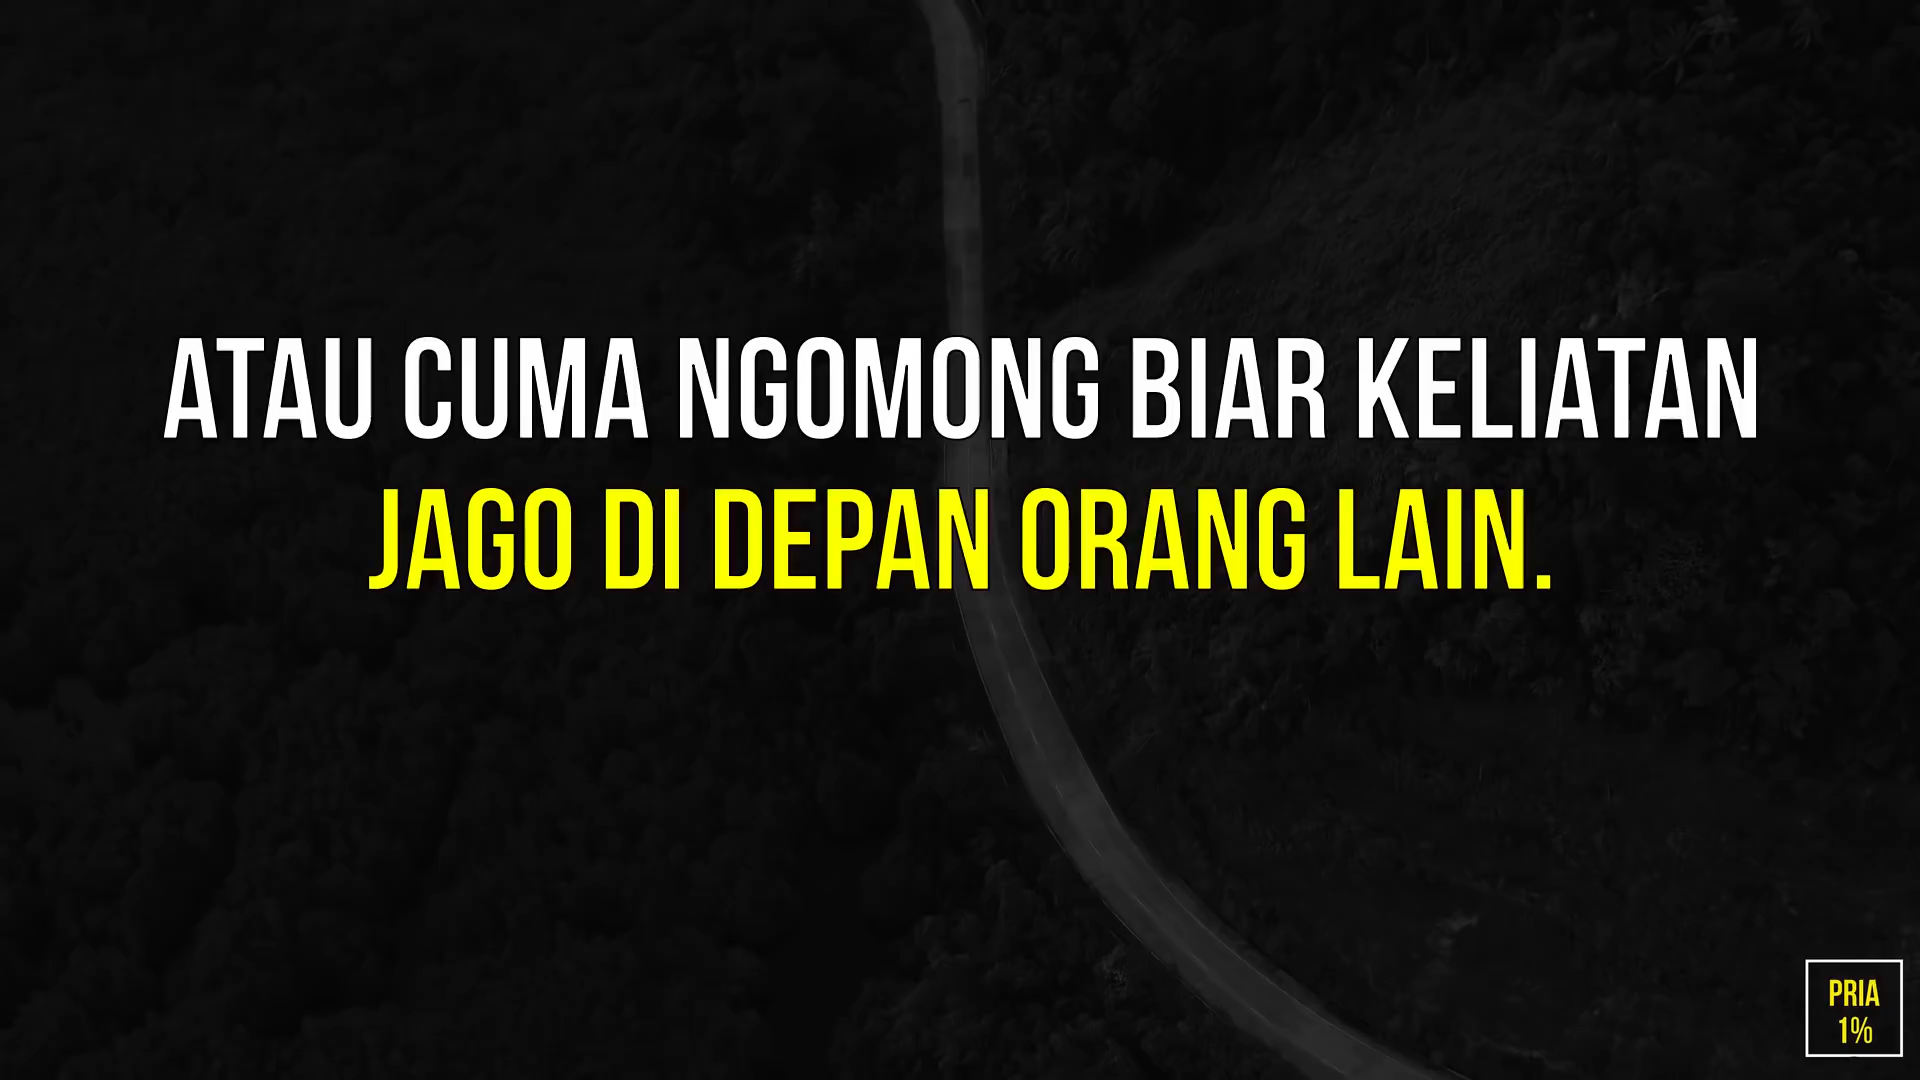 ATAU CUMA NGOMONG BIAR KELIATAN
JAGO DI DEPAN ORANG LAIN.
PRIA
1%